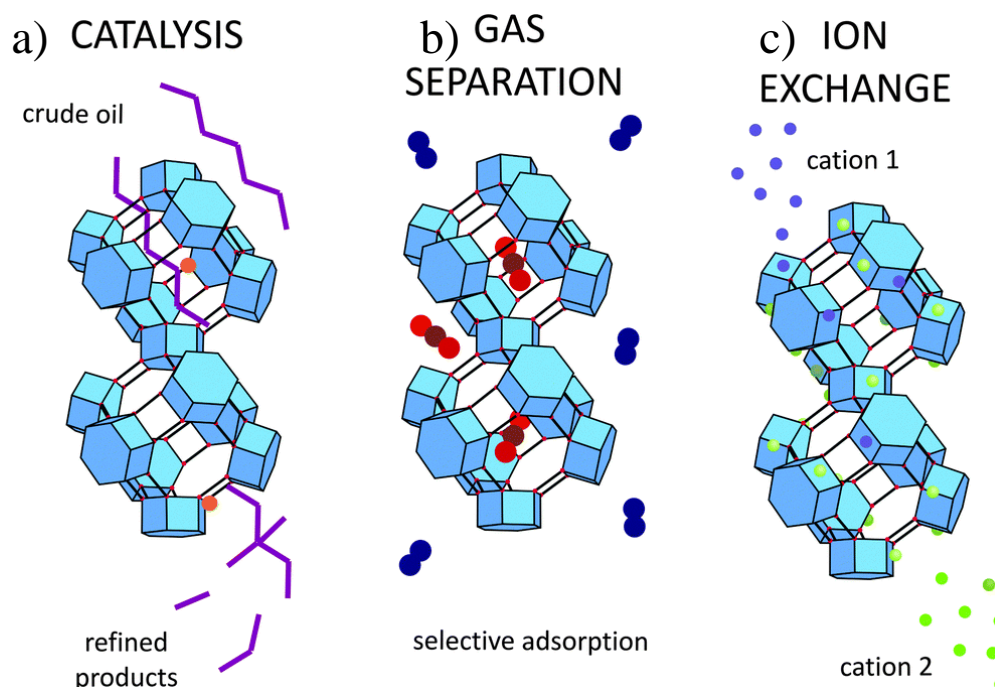 a) CATALYSIS
crude oil
refined
products
b) GAS
SEPARATION
selective adsorption
c) ION
EXCHANGE
cation 1
cation 2